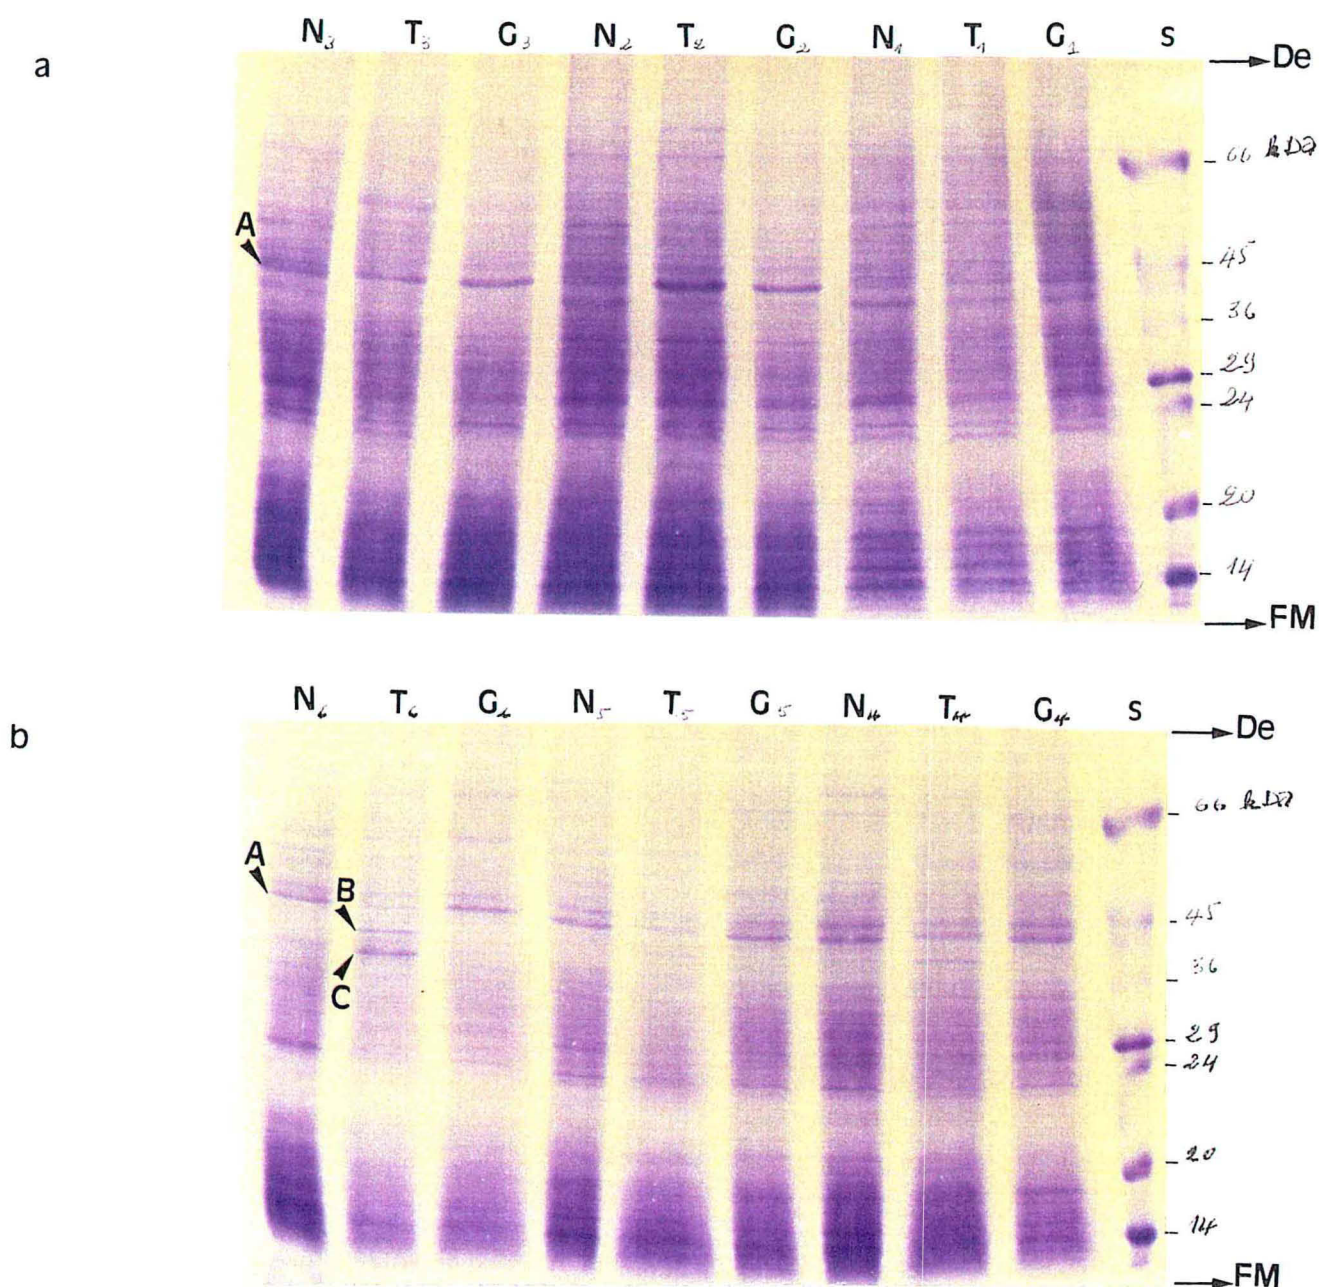 a
N₃ T₃ G₃ N₂ T₂ G₂ N₁ T₁ G₁ S
De
66 kDa
A
45
36
29
24
20
14
FM
b
N₆ T₆ G₆ N₅ T₅ G₅ N₄ T₄ G₄ S
De
66 kDa
A
B
45
C
36
29
24
20
14
FM